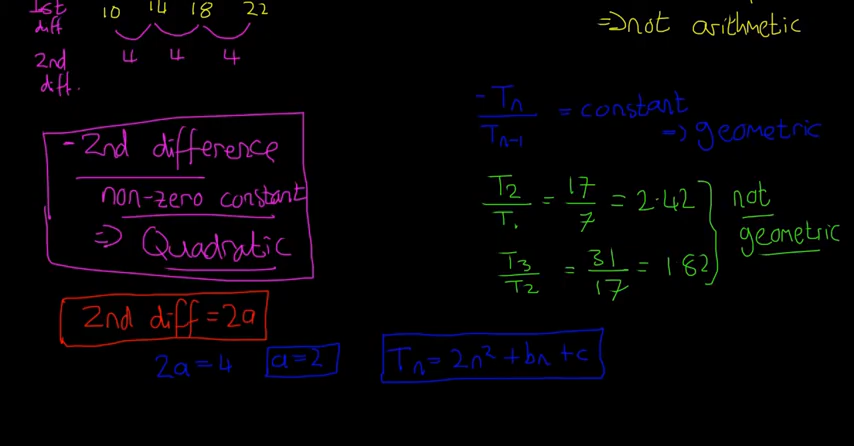 1st
diff 10 14 18 22
2nd
diff. 4 4 4
⇒ not arithmetic
- 2nd difference
non-zero constant
⇒ Quadratic
2nd diff = 2a
2a = 4 a = 2
- Tn/Tn-1 = constant
⇒ geometric
T2/T1 = 17/7 = 2.42
T3/T2 = 31/17 = 1.82
not
geometric
Tn = 2n² + bn + c